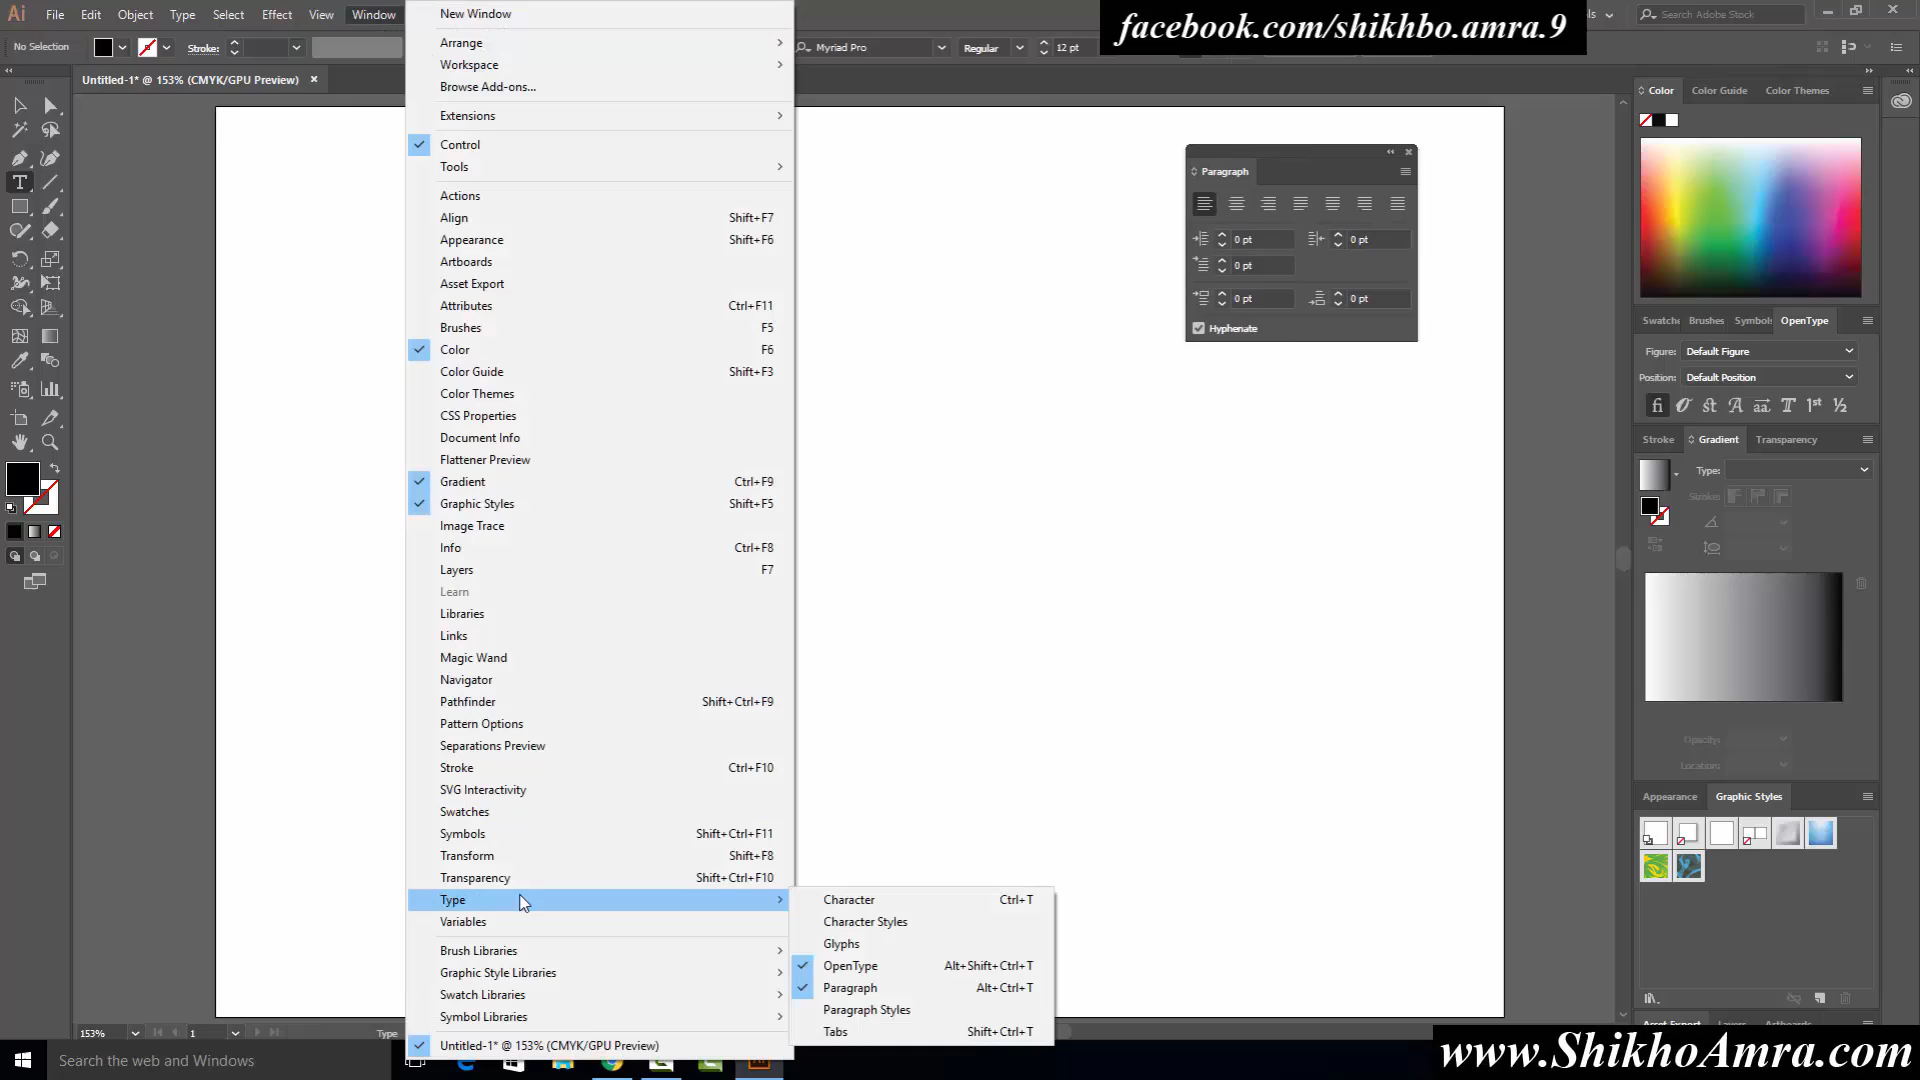 File Edit Object Type Select Effect View Window
Search Adobe Stock
facebook.com/shikhbo.amra.9
No Selection
Stroke:
Myriad Pro
Regular
12 pt
Untitled-1* @ 153% (CMYK/GPU Preview)
New Window
Arrange
Workspace
Browse Add-ons...
Extensions
Control
Tools
Actions
Align Shift+F7
Appearance Shift+F6
Artboards
Asset Export
Attributes Ctrl+F11
Brushes F5
Color F6
Color Guide Shift+F3
Color Themes
CSS Properties
Document Info
Flattener Preview
Gradient Ctrl+F9
Graphic Styles Shift+F5
Image Trace
Info Ctrl+F8
Layers F7
Learn
Libraries
Links
Magic Wand
Navigator
Pathfinder Shift+Ctrl+F9
Pattern Options
Separations Preview
Stroke Ctrl+F10
SVG Interactivity
Swatches
Symbols Shift+Ctrl+F11
Transform Shift+F8
Transparency Shift+Ctrl+F10
Type
Variables
Brush Libraries
Graphic Style Libraries
Swatch Libraries
Symbol Libraries
Untitled-1* @ 153% (CMYK/GPU Preview)
Character Ctrl+T
Character Styles
Glyphs
OpenType Alt+Shift+Ctrl+T
Paragraph Alt+Ctrl+T
Paragraph Styles
Tabs Shift+Ctrl+T
Paragraph
0 pt 0 pt
0 pt
0 pt 0 pt
Hyphenate
Color Color Guide Color Themes
Swatche Brushes Symbols OpenType
Figure: Default Figure
Position: Default Position
Stroke Gradient Transparency
Type:
Stroke:
Opacity:
Location:
Appearance Graphic Styles
Asset Export Layers Artboards
153% 1 Type
Search the web and Windows
www.ShikhoAmra.com